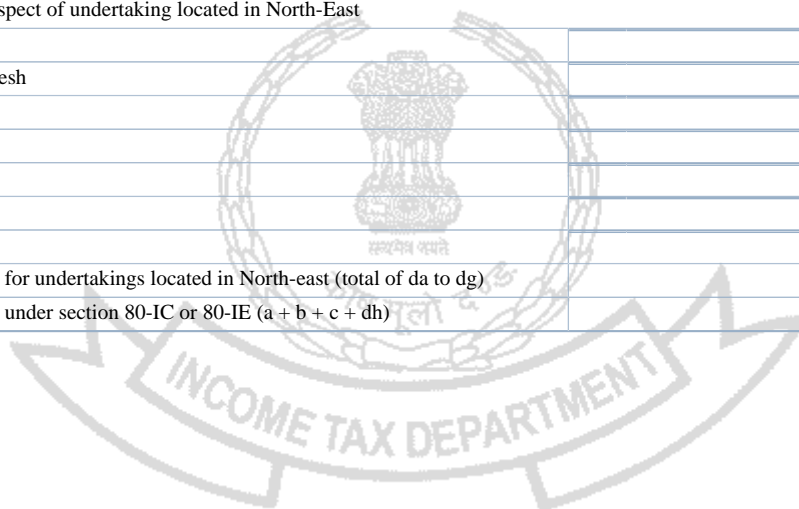 spect of undertaking located in North-East
esh
सत्यमेव जयते
for undertakings located in North-east (total of da to dg)
कोष मूलो दण्ड
under section 80-IC or 80-IE (a + b + c + dh)
INCOME TAX DEPARTMENT